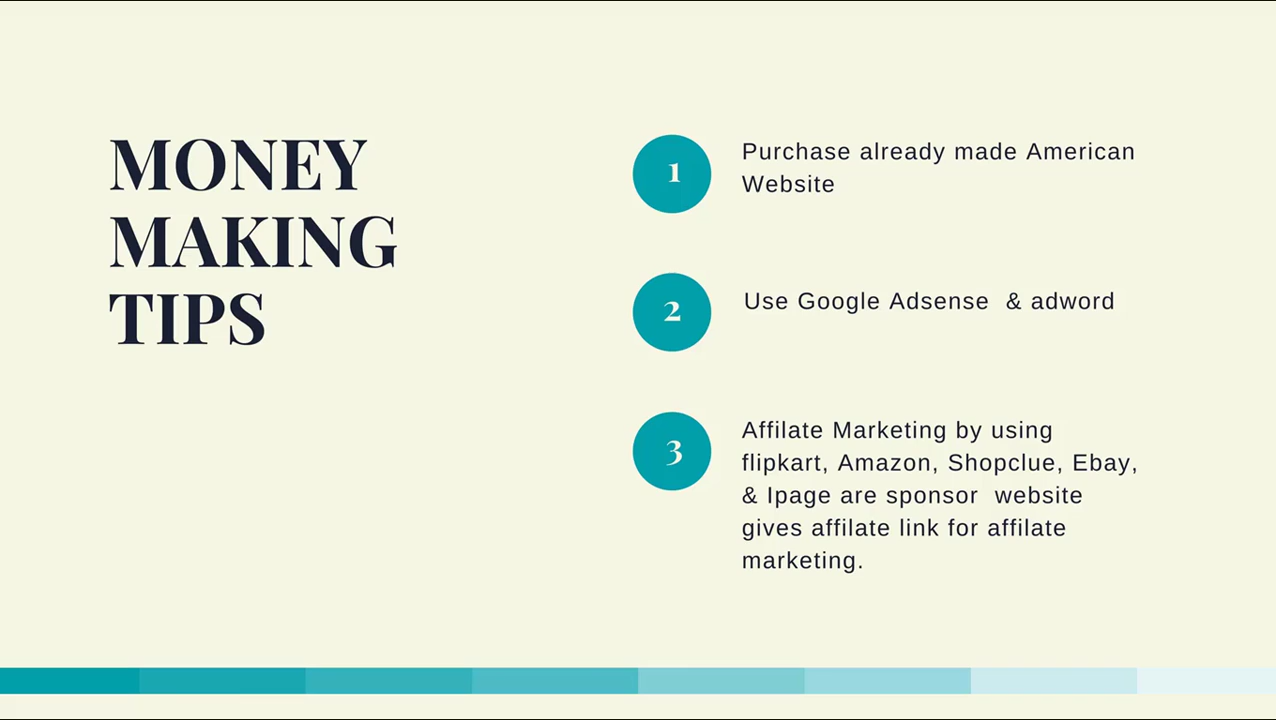 MONEY
MAKING
TIPS
1
Purchase already made American
Website
2
Use Google Adsense & adword
3
Affilate Marketing by using
flipkart, Amazon, Shopclue, Ebay,
& Ipage are sponsor website
gives affilate link for affilate
marketing.